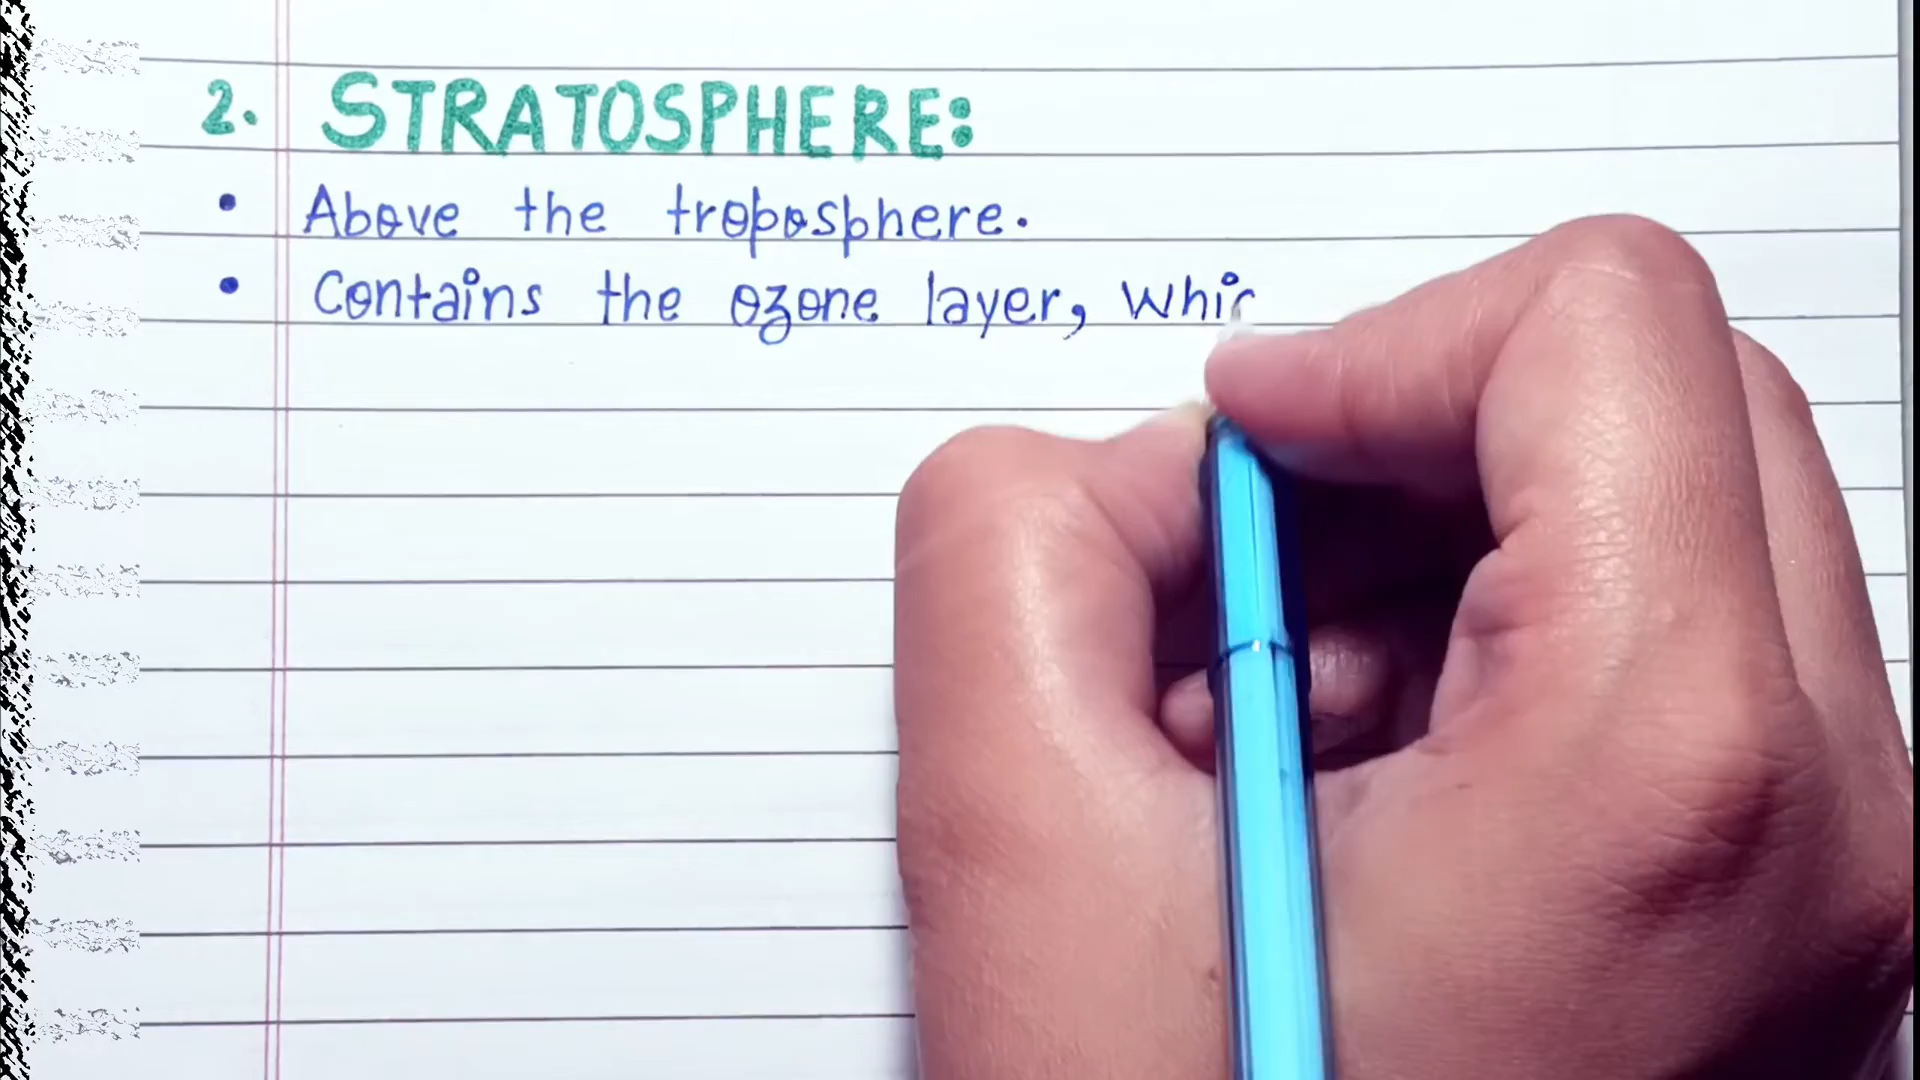 2. STRATOSPHERE:
• Above the troposphere.
• Contains the ozone layer, Whic